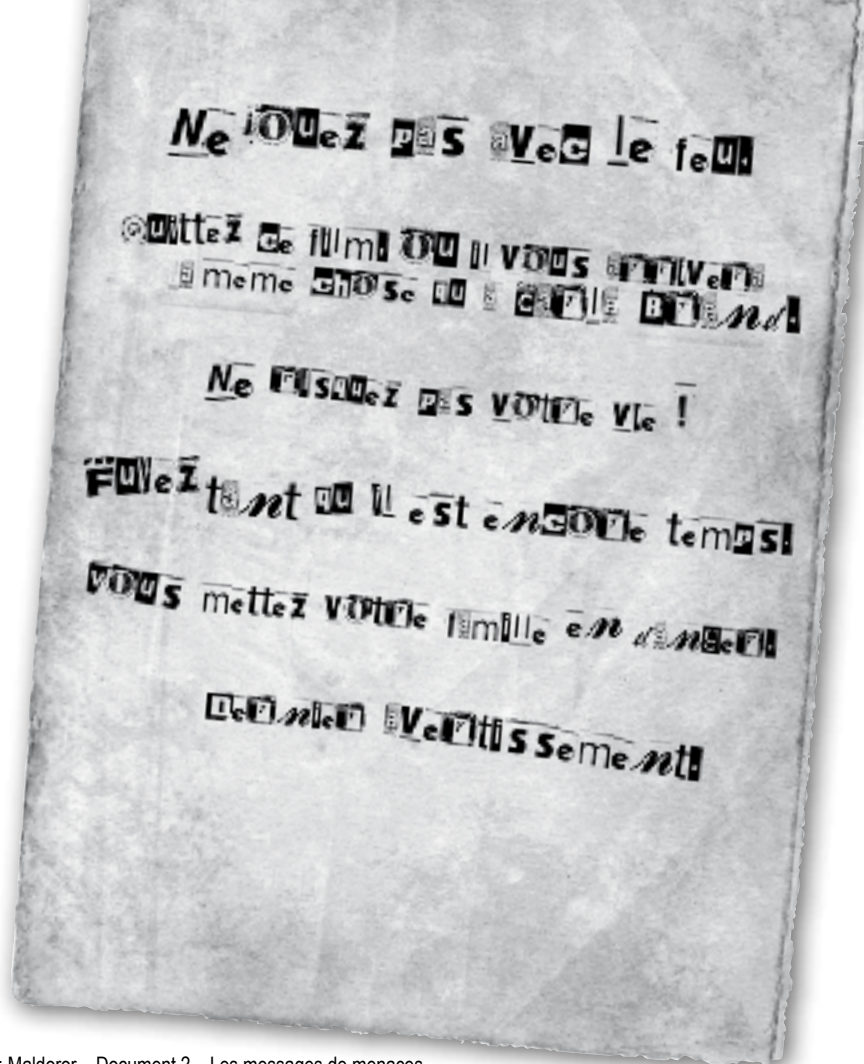 Ne jouez pas avec le feu.
Quittez ce film. Ou il vous arrivera
la meme chose qu a Carla Brand.
Ne risquez pas votre vie !
Fuyez tant qu il est encore temps.
vous mettez votre famille en danger.
Dernier avertissement.
Malderer – Document 2 – Les messages de menaces